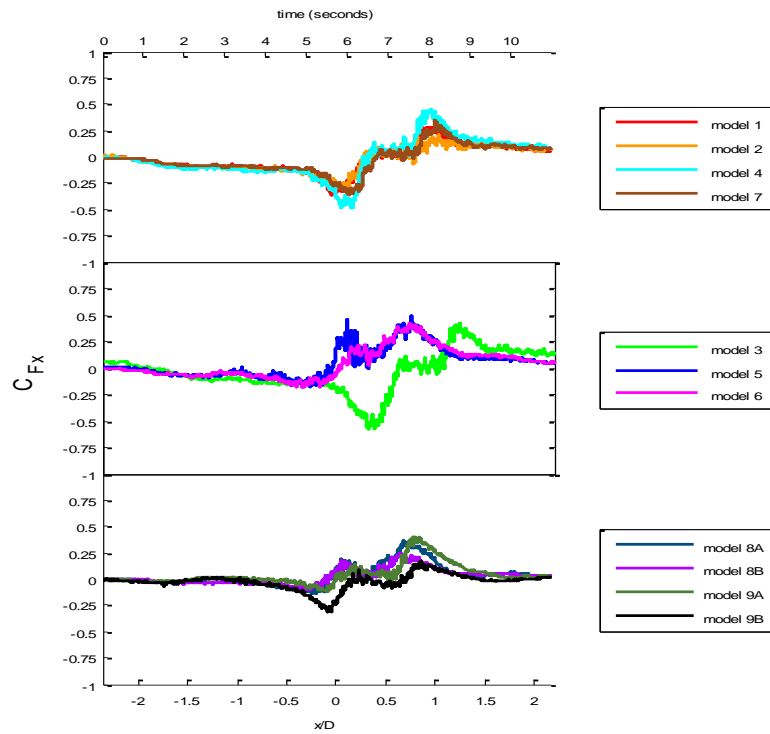 time (seconds)
0 1 2 3 4 5 6 7 8 9 10
1
0.75
0.5
0.25
0
-0.25
-0.5
-0.75
-1
model 1
model 2
model 4
model 7
1
0.75
0.5
0.25
0
-0.25
-0.5
-0.75
-1
C Fx
model 3
model 5
model 6
0.75
0.5
0.25
0
-0.25
-0.5
-0.75
-1
model 8A
model 8B
model 9A
model 9B
-2 -1.5 -1 -0.5 0 0.5 1 1.5 2
x/D